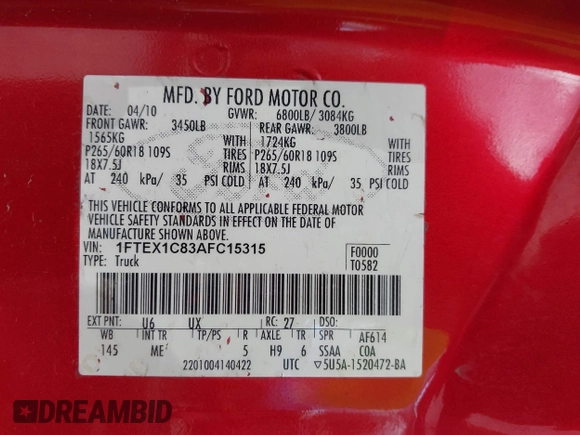 MFD. BY FORD MOTOR CO.
DATE: 04/10 GVWR: 6800LB/ 3084KG
FRONT GAWR: 3450LB REAR GAWR: 3800LB
1565KG WITH 1724KG WITH
P265/60R18 109S TIRES P265/60R18 109S TIRES
18X7.5J RIMS 18X7.5J RIMS
AT 240 kPa/ 35 PSI COLD AT 240 kPa/ 35 PSI COLD
THIS VEHICLE CONFORMS TO ALL APPLICABLE FEDERAL MOTOR
VEHICLE SAFETY STANDARDS IN EFFECT ON THE DATE OF
MANUFACTURE SHOWN ABOVE.
VIN: 1FTEX1C83AFC15315 F0000
TYPE: Truck T0582
EXT PNT: U6 UX RC: 27 DSO:
WB INT TR TP/PS R AXLE TR SPR AF614
145 ME 5 H9 6 SSAA COA
2201004140422 UTC ▽5U5A-1520472-BA
DREAMBID